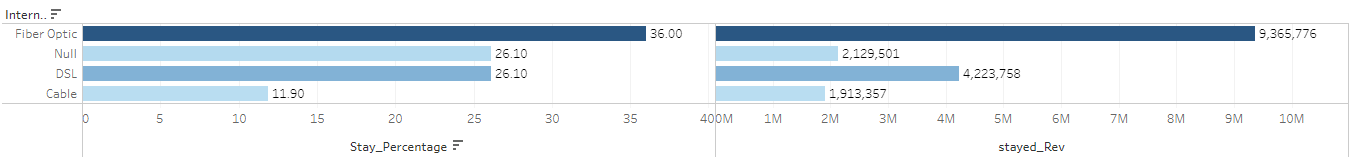 Intern..
Fiber Optic 36.00 9,365,776
Null 26.10 2,129,501
DSL 26.10 4,223,758
Cable 11.90 1,913,357
0 5 10 15 20 25 30 35 40 0M 1M 2M 3M 4M 5M 6M 7M 8M 9M 10M
Stay_Percentage stayed_Rev